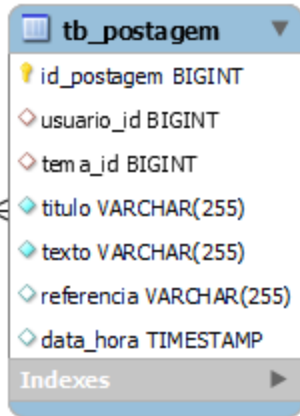 tb_postagem
id_postagem BIGINT
usuario_id BIGINT
tema_id BIGINT
titulo VARCHAR(255)
texto VARCHAR(255)
referencia VARCHAR(255)
data_hora TIMESTAMP
Indexes